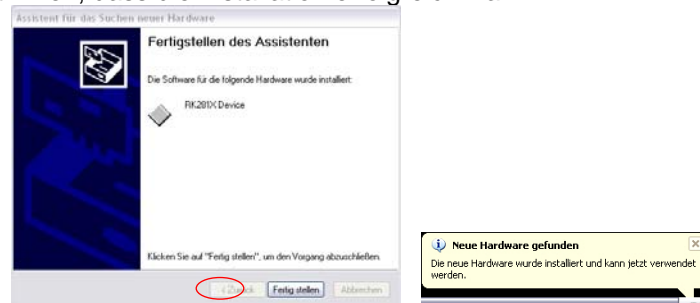 Assistent für das Suchen neuer Hardware
Fertigstellen des Assistenten
Die Software für die folgende Hardware wurde installiert:
RK281X Device
Klicken Sie auf "Fertig stellen", um den Vorgang abzuschließen.
< Zurück Fertig stellen Abbrechen
Neue Hardware gefunden
Die neue Hardware wurde installiert und kann jetzt verwendet
werden.